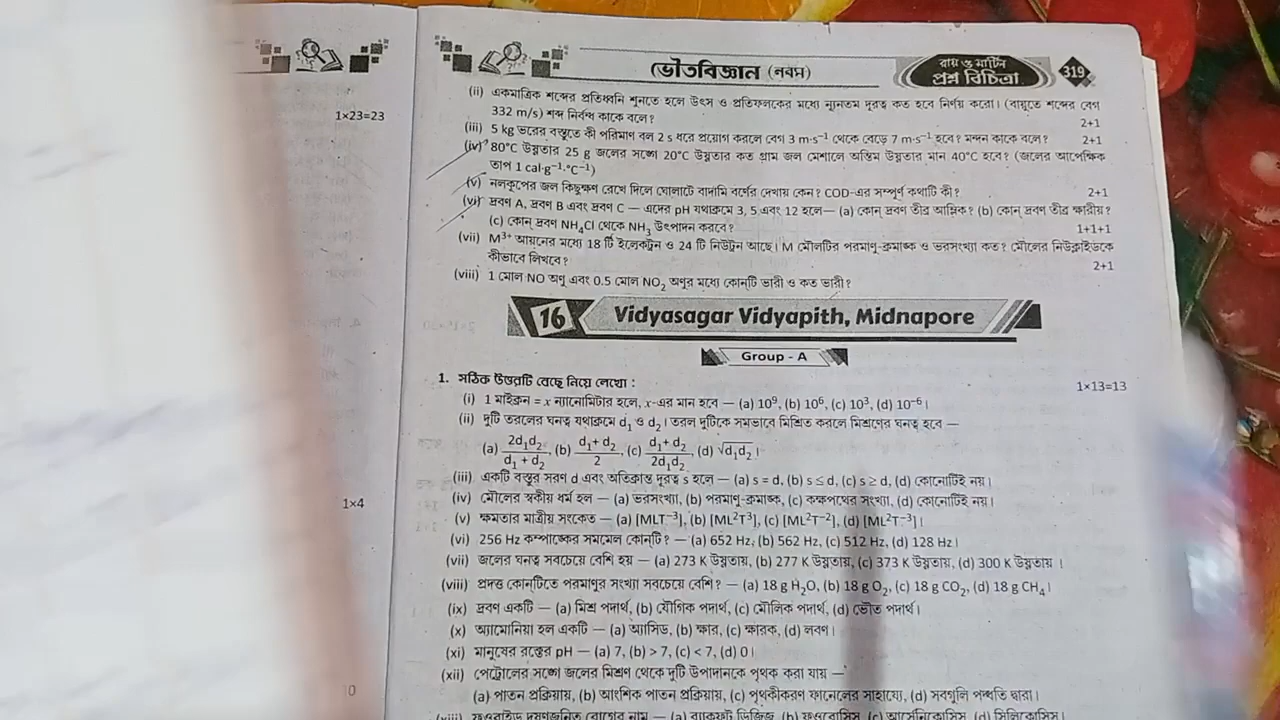 1×23=23
1×4
0
ভৌতবিজ্ঞান (নবম)
রায় ও মার্টিন
প্রশ্ন বিচিত্রা
319
(ii) একমাত্রিক শব্দের প্রতিধ্বনি শুনতে হলে উৎস ও প্রতিফলকের মধ্যে ন্যূনতম দূরত্ব কত হবে নির্ণয় করো। (বায়ুতে শব্দের বেগ
332 m/s) শব্দ নির্বন্ধ কাকে বলে? 2+1
(iii) 5 kg ভরের বস্তুতে কী পরিমাণ বল 2 s ধরে প্রয়োগ করলে বেগ 3 m·s⁻¹ থেকে বেড়ে 7 m·s⁻¹ হবে? মন্দন কাকে বলে? 2+1
(iv) 80°C উষ্ণতার 25 g জলের সঙ্গে 20°C উষ্ণতার কত গ্রাম জল মেশালে অন্তিম উষ্ণতার মান 40°C হবে? (জলের আপেক্ষিক
তাপ 1 cal·g⁻¹·°C⁻¹)
(v) নলকূপের জল কিছুক্ষণ রেখে দিলে ঘোলাটে বাদামি বর্ণের দেখায় কেন? COD-এর সম্পূর্ণ কথাটি কী? 2+1
(vi) দ্রবণ A, দ্রবণ B এবং দ্রবণ C — এদের pH যথাক্রমে 3, 5 এবং 12 হলে— (a) কোন্ দ্রবণ তীব্র আম্লিক? (b) কোন্ দ্রবণ তীব্র ক্ষারীয়?
(c) কোন্ দ্রবণ NH₄Cl থেকে NH₃ উৎপাদন করবে? 1+1+1
(vii) M³⁺ আয়নের মধ্যে 18 টি ইলেকট্রন ও 24 টি নিউট্রন আছে। M মৌলটির পরমাণু-ক্রমাঙ্ক ও ভরসংখ্যা কত? মৌলের নিউক্লাইডকে
কীভাবে লিখবে? 2+1
(viii) 1 মোল NO অণু এবং 0.5 মোল NO₂ অণুর মধ্যে কোনটি ভারী ও কত ভারী?
16 Vidyasagar Vidyapith, Midnapore
Group - A
1. সঠিক উত্তরটি বেছে নিয়ে লেখো : 1×13=13
(i) 1 মাইক্রন = x ন্যানোমিটার হলে, x-এর মান হবে — (a) 10⁹, (b) 10⁶, (c) 10³, (d) 10⁻⁶।
(ii) দুটি তরলের ঘনত্ব যথাক্রমে d₁ ও d₂। তরল দুটিকে সমভাবে মিশ্রিত করলে মিশ্রণের ঘনত্ব হবে —
(a) 2d₁d₂/d₁ + d₂, (b) d₁ + d₂/2, (c) d₁ + d₂/2d₁d₂, (d) √d₁d₂।
(iii) একটি বস্তুর সরণ d এবং অতিক্রান্ত দূরত্ব s হলে — (a) s = d, (b) s ≤ d, (c) s ≥ d, (d) কোনোটিই নয়।
(iv) মৌলের স্বকীয় ধর্ম হল — (a) ভরসংখ্যা, (b) পরমাণু-ক্রমাঙ্ক, (c) কক্ষপথের সংখ্যা, (d) কোনোটিই নয়।
(v) ক্ষমতার মাত্রীয় সংকেত — (a) [MLT⁻³], (b) [ML²T³], (c) [ML²T⁻²], (d) [ML²T⁻³]।
(vi) 256 Hz কম্পাঙ্কের সমমেল কোনটি? — (a) 652 Hz, (b) 562 Hz, (c) 512 Hz, (d) 128 Hz।
(vii) জলের ঘনত্ব সবচেয়ে বেশি হয় — (a) 273 K উষ্ণতায়, (b) 277 K উষ্ণতায়, (c) 373 K উষ্ণতায়, (d) 300 K উষ্ণতায় ।
(viii) প্রদত্ত কোনটিতে পরমাণুর সংখ্যা সবচেয়ে বেশি? — (a) 18 g H₂O, (b) 18 g O₂, (c) 18 g CO₂, (d) 18 g CH₄।
(ix) দ্রবণ একটি — (a) মিশ্র পদার্থ, (b) যৌগিক পদার্থ, (c) মৌলিক পদার্থ, (d) ভৌত পদার্থ।
(x) অ্যামোনিয়া হল একটি — (a) অ্যাসিড, (b) ক্ষার, (c) ক্ষারক, (d) লবণ।
(xi) মানুষের রক্তের pH — (a) 7, (b) > 7, (c) < 7, (d) 0।
(xii) পেট্রোলের সঙ্গে জলের মিশ্রণ থেকে দুটি উপাদানকে পৃথক করা যায় —
(a) পাতন প্রক্রিয়ায়, (b) আংশিক পাতন প্রক্রিয়ায়, (c) পৃথকীকরণ ফানেলের সাহায্যে, (d) সবগুলি পদ্ধতি দ্বারা।
(xiii) ফ্লুওরাইড দূষণজনিত রোগের নাম — (a) ব্ল্যাকফুট ডিজিজ, (b) ফ্লুওরোসিস, (c) আর্সেনিকোসিস, (d) সিলিকোসিস।